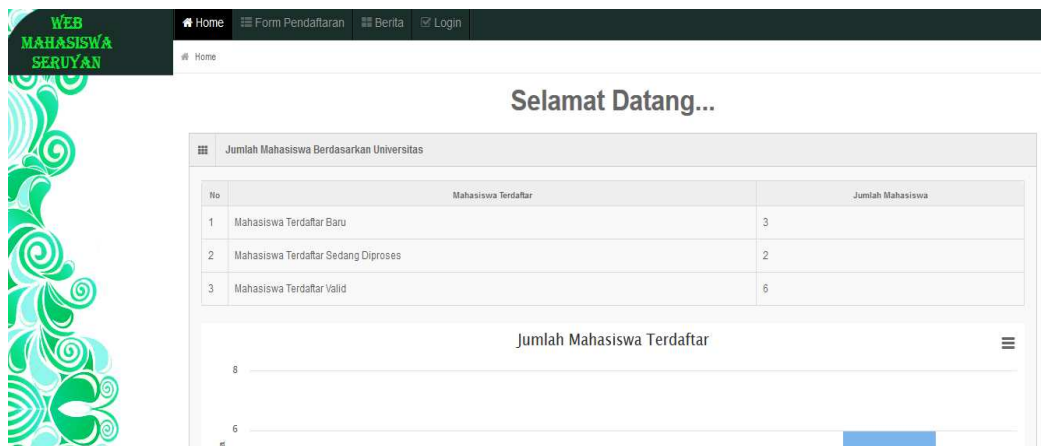 WEB
MAHASISWA
SERUYAN
Home Form Pendaftaran Berita Login
Home
Selamat Datang...
Jumlah Mahasiswa Berdasarkan Universitas
No Mahasiswa Terdaftar Jumlah Mahasiswa
1 Mahasiswa Terdaftar Baru 3
2 Mahasiswa Terdaftar Sedang Diproses 2
3 Mahasiswa Terdaftar Valid 6
Jumlah Mahasiswa Terdaftar
8
6